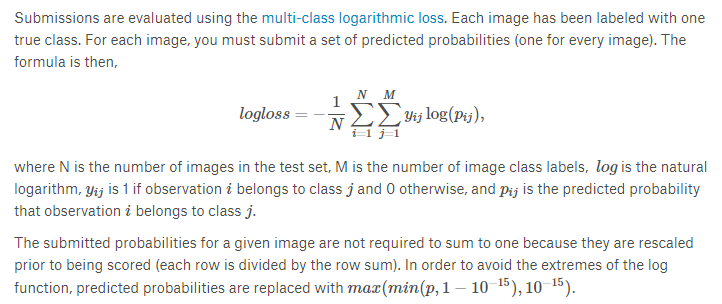 Submissions are evaluated using the multi-class logarithmic loss. Each image has been labeled with one
true class. For each image, you must submit a set of predicted probabilities (one for every image). The
formula is then,
logloss = −\frac{1}{N} \sum_{i=1}^{N} \sum_{j=1}^{M} y_{ij} log(p_{ij}),
where N is the number of images in the test set, M is the number of image class labels, log is the natural
logarithm, y_{ij} is 1 if observation i belongs to class j and 0 otherwise, and p_{ij} is the predicted probability
that observation i belongs to class j.
The submitted probabilities for a given image are not required to sum to one because they are rescaled
prior to being scored (each row is divided by the row sum). In order to avoid the extremes of the log
function, predicted probabilities are replaced with max(min(p, 1 − 10^{−15}), 10^{−15}).